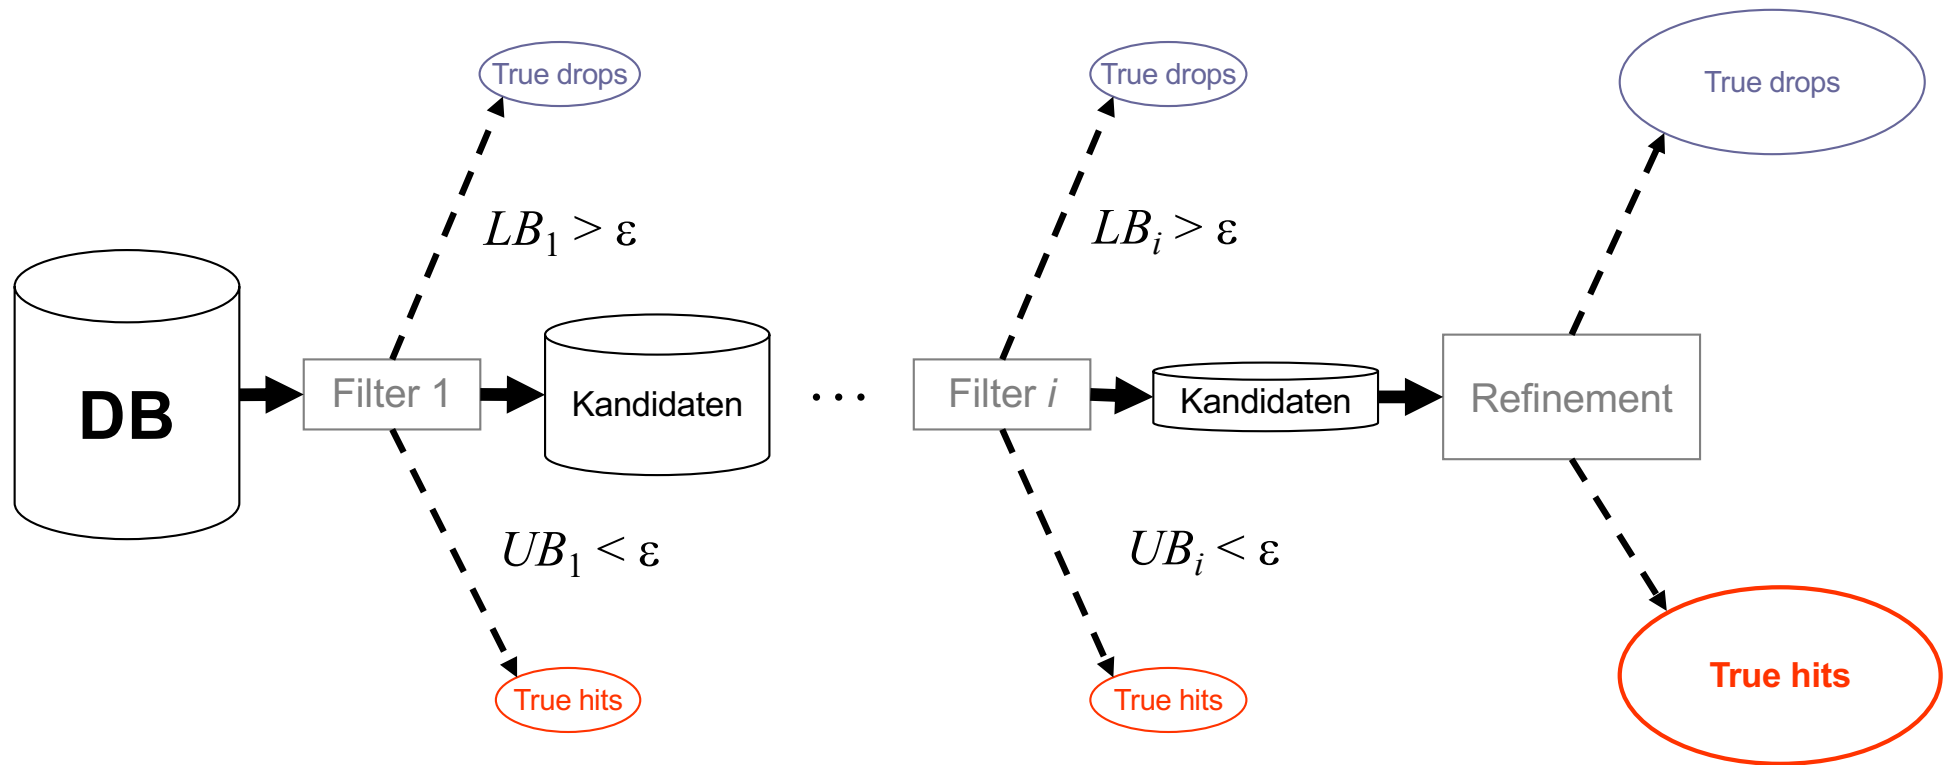 True drops
True drops
True drops
LB1 > ε
LBi > ε
DB
Filter 1
Kandidaten
...
Filter i
Kandidaten
Refinement
UB1 < ε
UBi < ε
True hits
True hits
True hits